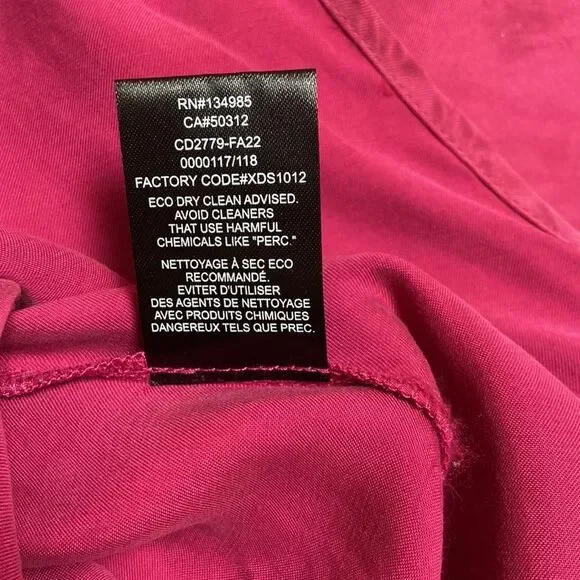 RN#134985
CA#50312
CD2779-FA22
0000117/118
FACTORY CODE#XDS1012
ECO DRY CLEAN ADVISED.
AVOID CLEANERS
THAT USE HARMFUL
CHEMICALS LIKE "PERC."
NETTOYAGE À SEC ECO
RECOMMANDÉ.
EVITER D'UTILISER
DES AGENTS DE NETTOYAGE
AVEC PRODUITS CHIMIQUES
DANGEREUX TELS QUE PREC.